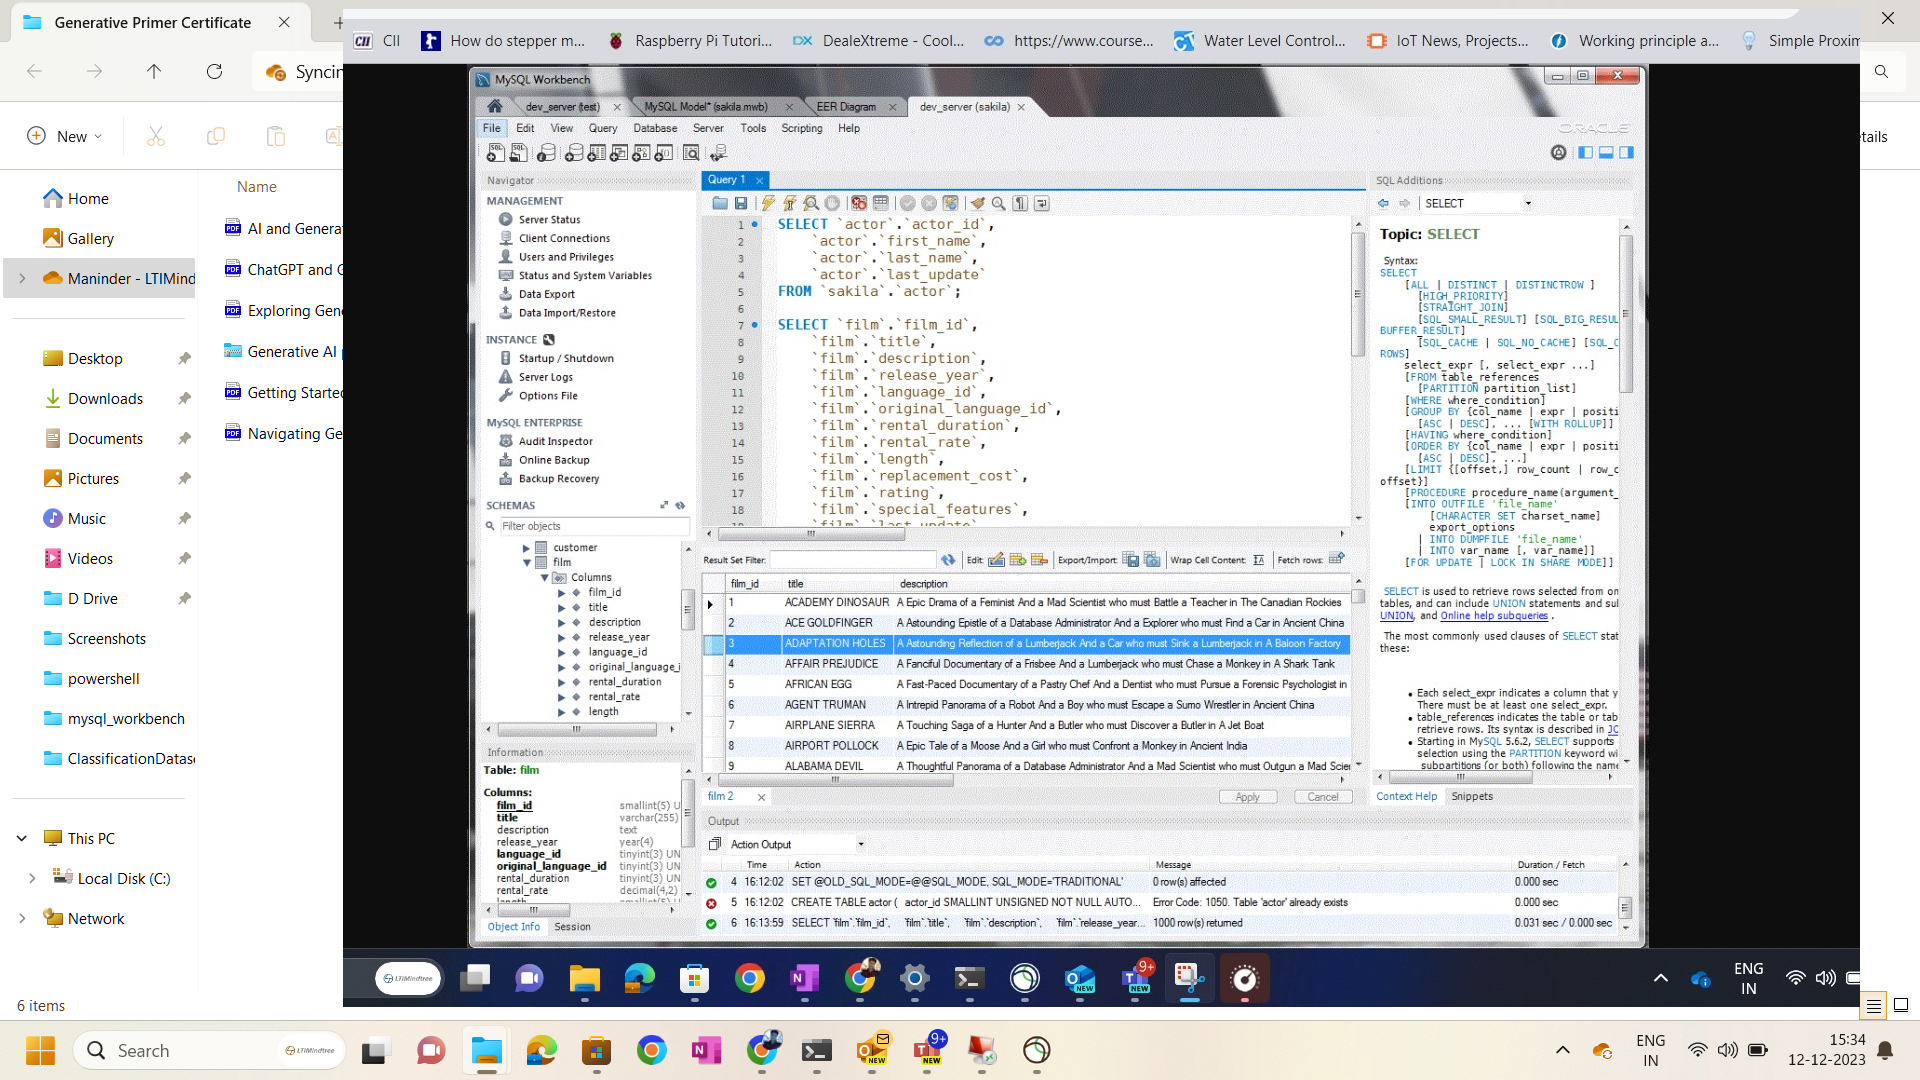 Generative Primer Certificate
Syncin
New
Home
Gallery
Maninder - LTIMind
Desktop
Downloads
Documents
Pictures
Music
Videos
D Drive
Screenshots
powershell
mysql_workbench
ClassificationDatase
This PC
Local Disk (C:)
Network
6 items
Name
AI and Genera
ChatGPT and G
Exploring Gene
Generative AI p
Getting Started
Navigating Ge
etails
CII How do stepper m... Raspberry Pi Tutori... DX DealeXtreme - Cool... https://www.course... Water Level Control... IoT News, Projects... Working principle a... Simple Proxim
MySQL Workbench
dev_server (test) MySQL Model* (sakila.mwb) EER Diagram dev_server (sakila)
File Edit View Query Database Server Tools Scripting Help
ORACLE
Navigator
MANAGEMENT
Server Status
Client Connections
Users and Privileges
Status and System Variables
Data Export
Data Import/Restore
INSTANCE
Startup / Shutdown
Server Logs
Options File
MySQL ENTERPRISE
Audit Inspector
Online Backup
Backup Recovery
SCHEMAS
Filter objects
customer
film
Columns
film_id
title
description
release_year
language_id
original_language_i
rental_duration
rental_rate
length
Information
Table: film
Columns:
film_id smallint(5) U
title varchar(255)
description text
release_year year(4)
language_id tinyint(3) UN
original_language_id tinyint(3) UN
rental_duration tinyint(3) UN
rental_rate decimal(4,2)
length smallint(5) U
Object Info Session
Query 1
1 SELECT `actor`.`actor_id`,
2 `actor`.`first_name`,
3 `actor`.`last_name`,
4 `actor`.`last_update`
5 FROM `sakila`.`actor`;
6
7 SELECT `film`.`film_id`,
8 `film`.`title`,
9 `film`.`description`,
10 `film`.`release_year`,
11 `film`.`language_id`,
12 `film`.`original_language_id`,
13 `film`.`rental_duration`,
14 `film`.`rental_rate`,
15 `film`.`length`,
16 `film`.`replacement_cost`,
17 `film`.`rating`,
18 `film`.`special_features`,
19 `film`.`last_update`
Result Set Filter: Edit: Export/Import: Wrap Cell Content: Fetch rows:
film_id title description
1 ACADEMY DINOSAUR A Epic Drama of a Feminist And a Mad Scientist who must Battle a Teacher in The Canadian Rockies
2 ACE GOLDFINGER A Astounding Epistle of a Database Administrator And a Explorer who must Find a Car in Ancient China
3 ADAPTATION HOLES A Astounding Reflection of a Lumberjack And a Car who must Sink a Lumberjack in A Baloon Factory
4 AFFAIR PREJUDICE A Fanciful Documentary of a Frisbee And a Lumberjack who must Chase a Monkey in A Shark Tank
5 AFRICAN EGG A Fast-Paced Documentary of a Pastry Chef And a Dentist who must Pursue a Forensic Psychologist in
6 AGENT TRUMAN A Intrepid Panorama of a Robot And a Boy who must Escape a Sumo Wrestler in Ancient China
7 AIRPLANE SIERRA A Touching Saga of a Hunter And a Butler who must Discover a Butler in A Jet Boat
8 AIRPORT POLLOCK A Epic Tale of a Moose And a Girl who must Confront a Monkey in Ancient India
9 ALABAMA DEVIL A Thoughtful Panorama of a Database Administrator And a Mad Scientist who must Outgun a Mad Scie
film 2 Apply Cancel
Output
Action Output
Time Action Message Duration / Fetch
4 16:12:02 SET @OLD_SQL_MODE=@@SQL_MODE, SQL_MODE='TRADITIONAL' 0 row(s) affected 0.000 sec
5 16:12:02 CREATE TABLE actor ( actor_id SMALLINT UNSIGNED NOT NULL AUTO... Error Code: 1050. Table 'actor' already exists 0.000 sec
6 16:13:59 SELECT `film`.`film_id`, `film`.`title`, `film`.`description`, `film`.`release_year... 1000 row(s) returned 0.031 sec / 0.000 sec
SQL Additions
SELECT
Topic: SELECT
Syntax:
SELECT
[ALL | DISTINCT | DISTINCTROW ]
[HIGH_PRIORITY]
[STRAIGHT_JOIN]
[SQL_SMALL_RESULT] [SQL_BIG_RESUL
BUFFER_RESULT]
[SQL_CACHE | SQL_NO_CACHE] [SQL_C
ROWS]
select_expr [, select_expr ...]
[FROM table_references
[PARTITION partition_list]
[WHERE where_condition]
[GROUP BY {col_name | expr | positi
[ASC | DESC], ... [WITH ROLLUP]]
[HAVING where_condition]
[ORDER BY {col_name | expr | positi
[ASC | DESC], ...]
[LIMIT {[offset,] row_count | row_c
offset}]
[PROCEDURE procedure_name(argument_
[INTO OUTFILE 'file_name'
[CHARACTER SET charset_name]
export_options
| INTO DUMPFILE 'file_name'
| INTO var_name [, var_name]]
[FOR UPDATE | LOCK IN SHARE MODE]]
SELECT is used to retrieve rows selected from on
tables, and can include UNION statements and sul
UNION, and Online help subqueries .
The most commonly used clauses of SELECT stat
these:
Each select_expr indicates a column that y
There must be at least one select_expr.
table_references indicates the table or tab
retrieve rows. Its syntax is described in JO
Starting in MySQL 5.6.2, SELECT supports
selection using the PARTITION keyword wi
subpartitions (or both) following the name
Context Help Snippets
LTIMindtree
NEW
9+
NEW
ENG
IN
Search
LTIMindtree
NEW
9+
NEW
ENG
IN
15:34
12-12-2023